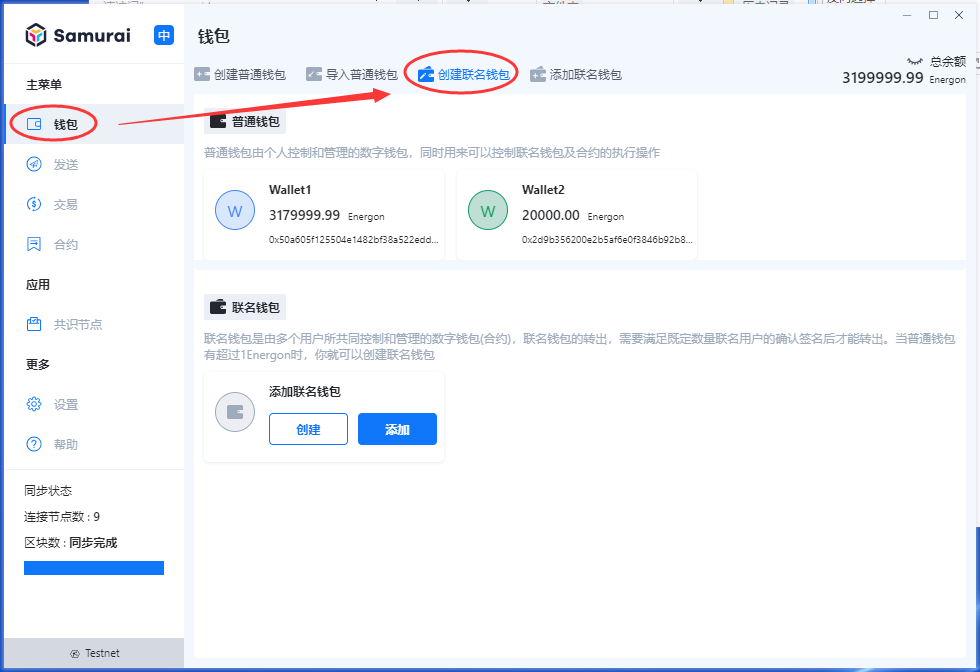 Samurai
中
主菜单
钱包
发送
交易
合约
应用
共识节点
更多
设置
帮助
同步状态
连接节点数 : 9
区块数 : 同步完成
Testnet
钱包
创建普通钱包 导入普通钱包 创建联名钱包 添加联名钱包
总余额
3199999.99 Energon
普通钱包
普通钱包由个人控制和管理的数字钱包，同时用来可以控制联名钱包及合约的执行操作
Wallet1
W
3179999.99 Energon
0x50a605f125504e1482bf38a522edd...
Wallet2
W
20000.00 Energon
0x2d9b356200e2b5af6e0f3846b92b8...
联名钱包
联名钱包是由多个用户所共同控制和管理的数字钱包(合约)，联名钱包的转出，需要满足既定数量联名用户的确认签名后才能转出。当普通钱包
有超过1Energon时，你就可以创建联名钱包
添加联名钱包
创建 添加